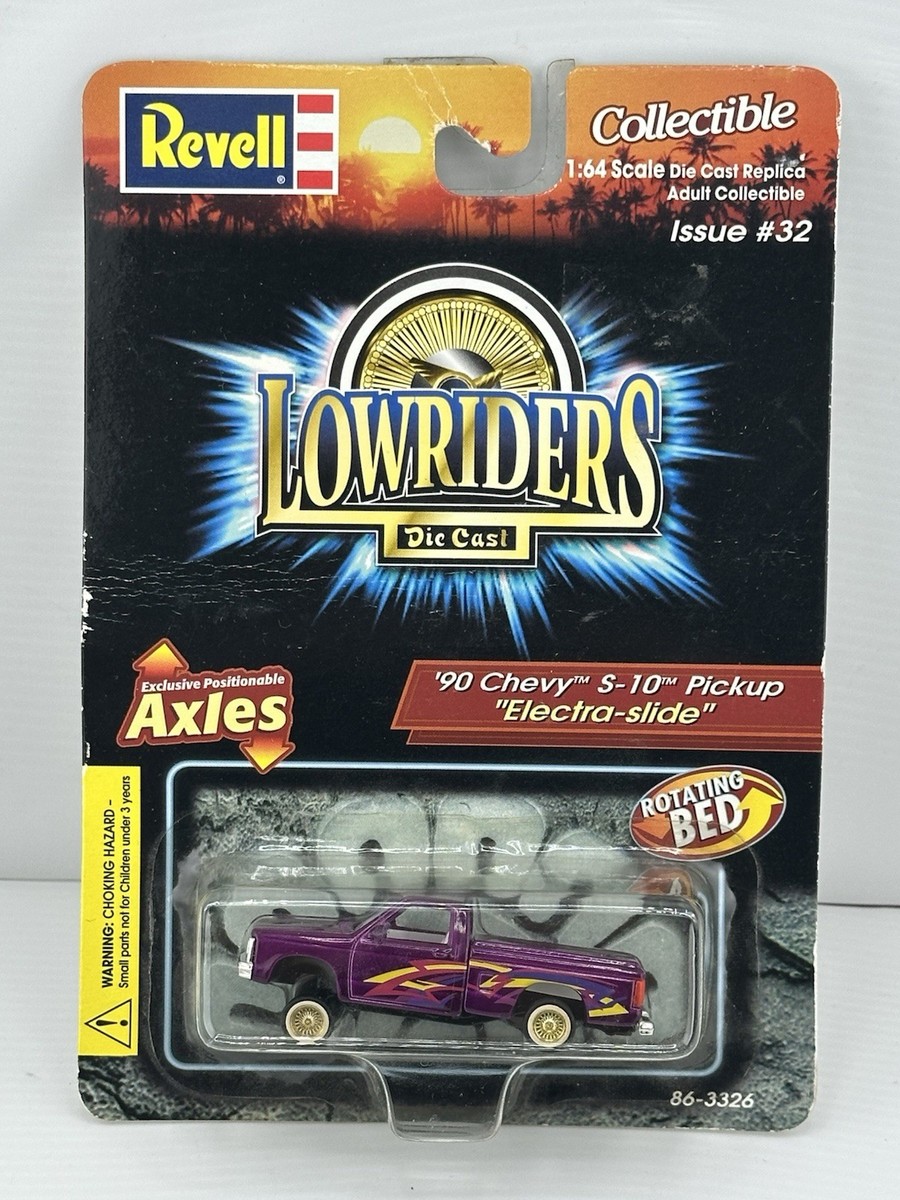 Revell®
Collectible
1:64 Scale Die Cast Replica
Adult Collectible
Issue #32
LOWRIDERS
Die Cast
Exclusive Positionable
Axles
'90 Chevy™ S-10™ Pickup
"Electra-slide"
ROTATING
BED
WARNING: CHOKING HAZARD –
Small parts not for Children under 3 years
86-3326